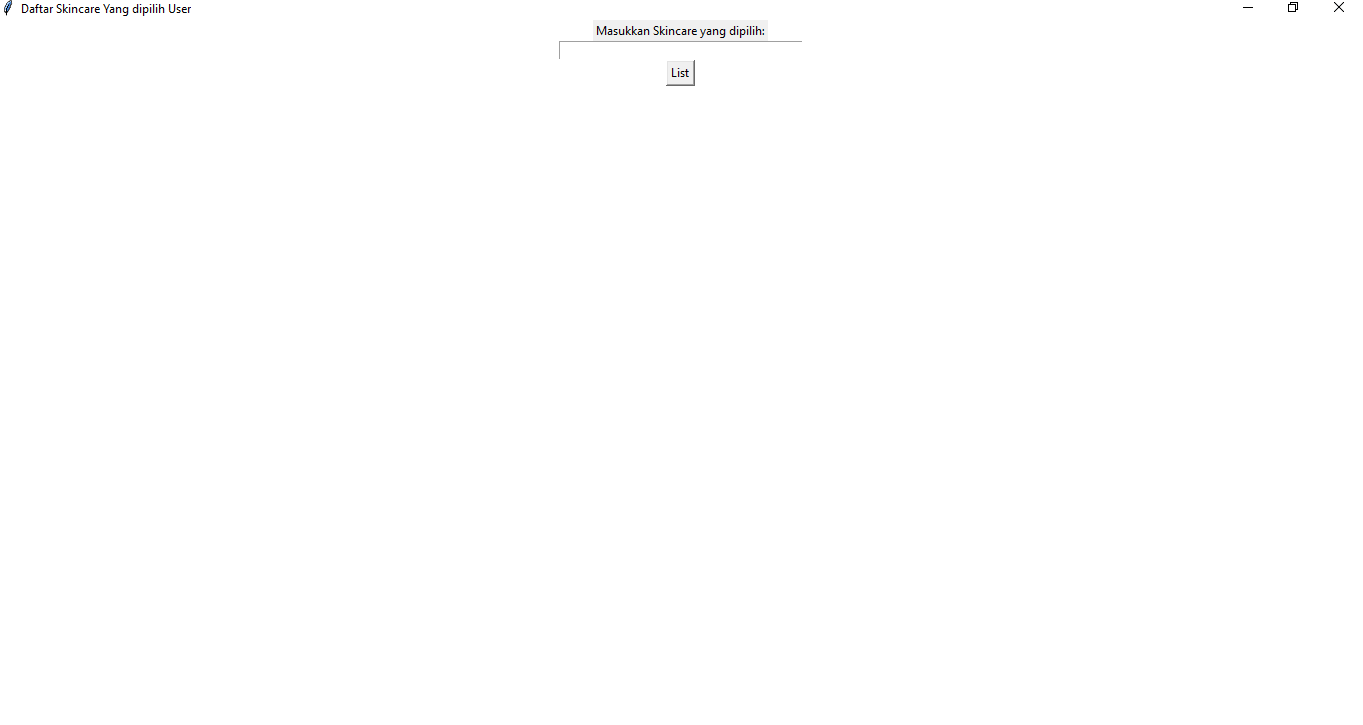 Daftar Skincare Yang dipilih User
Masukkan Skincare yang dipilih:
List